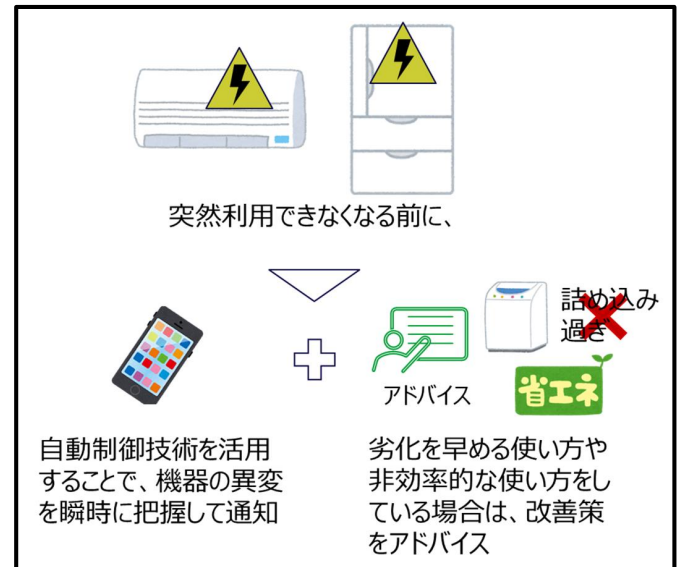 突然利用できなくなる前に、
詰め込み
過ぎ
アドバイス
省エネ
自動制御技術を活用
することで、機器の異変
を瞬時に把握して通知
劣化を早める使い方や
非効率的な使い方をし
ている場合は、改善策
をアドバイス